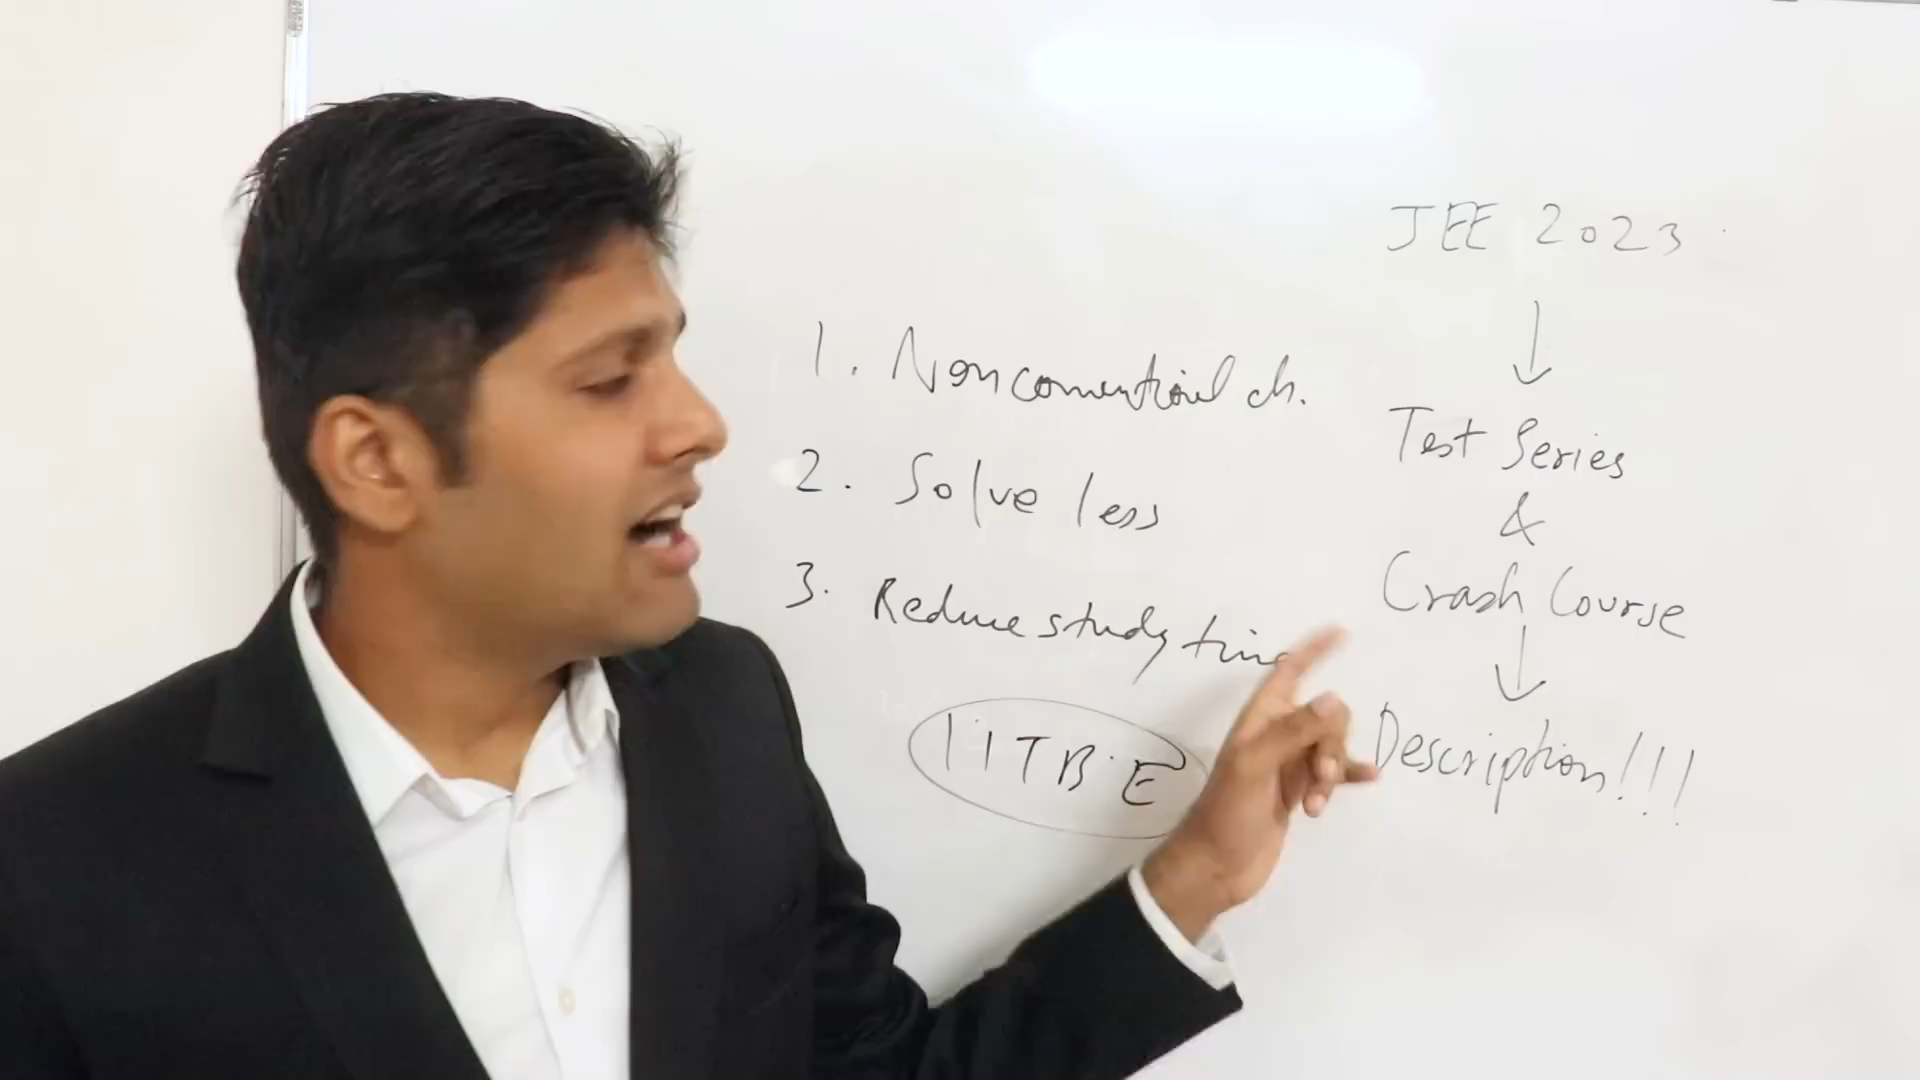 1. Nonconventional ch.
2. Solve less
3. Reduce study time
IITB E
JEE 2023
↓
Test Series
&
Crash Course
↓
Description!!!